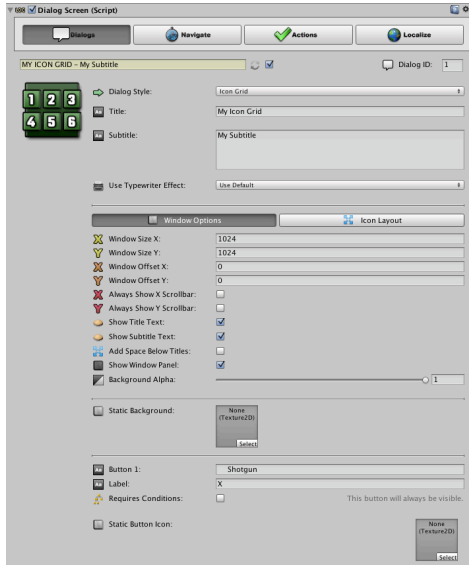 Dialog Screen (Script)
Dialogs Navigate Actions Localize
MY ICON GRID – My Subtitle Dialog ID: 1
1 2 3
4 5 6
Dialog Style: Icon Grid
Title: My Icon Grid
Subtitle: My Subtitle
Use Typewriter Effect: Use Default
Window Options Icon Layout
Window Size X: 1024
Window Size Y: 1024
Window Offset X: 0
Window Offset Y: 0
Always Show X Scrollbar:
Always Show Y Scrollbar:
Show Title Text:
Show Subtitle Text:
Add Space Below Titles:
Show Window Panel:
Background Alpha: 1
Static Background: None
(Texture2D)
Select
Button 1: Shotgun
Label: X
Requires Conditions: This button will always be visible.
Static Button Icon: None
(Texture2D)
Select